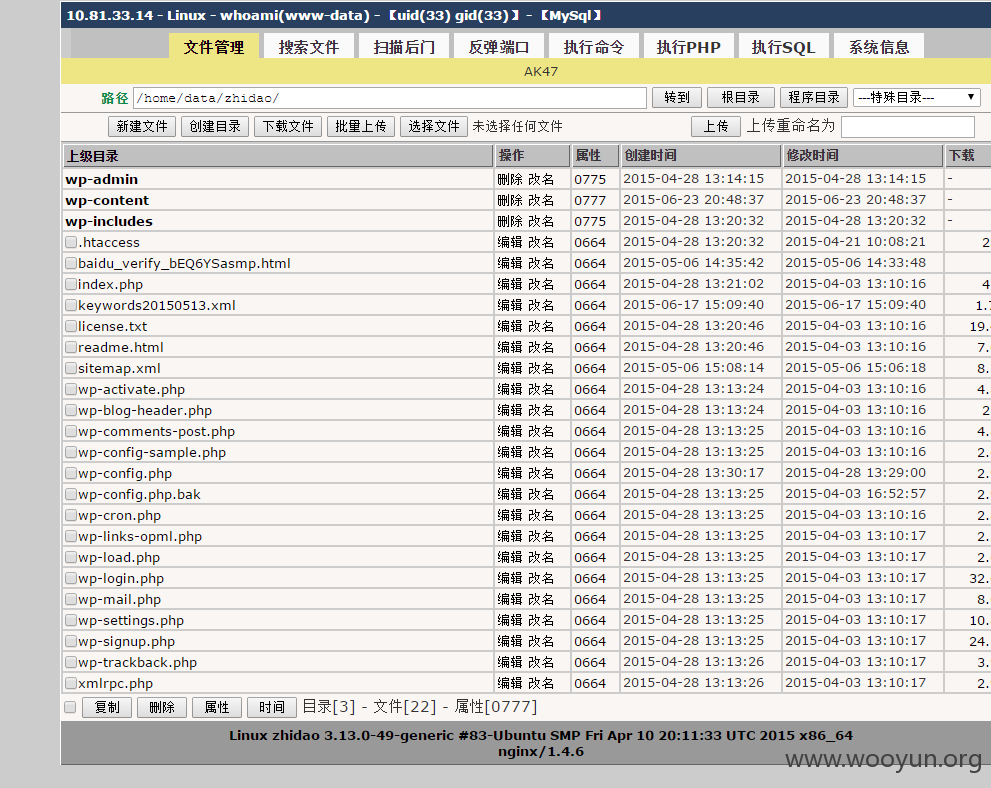 10.81.33.14 - Linux - whoami(www-data) - 【uid(33) gid(33)】 - 【MySql】
文件管理 搜索文件 扫描后门 反弹端口 执行命令 执行PHP 执行SQL 系统信息
AK47
路径 /home/data/zhidao/ 转到 根目录 程序目录 ---特殊目录---
新建文件 创建目录 下载文件 批量上传 选择文件 未选择任何文件 上传 上传重命名为
上级目录 操作 属性 创建时间 修改时间 下载
wp-admin 删除 改名 0775 2015-04-28 13:14:15 2015-04-28 13:14:15 -
wp-content 删除 改名 0777 2015-06-23 20:48:37 2015-06-23 20:48:37 -
wp-includes 删除 改名 0775 2015-04-28 13:20:32 2015-04-28 13:20:32 -
.htaccess 编辑 改名 0664 2015-04-28 13:20:32 2015-04-21 10:08:21 2
baidu_verify_bEQ6YSasmp.html 编辑 改名 0664 2015-05-06 14:35:42 2015-05-06 14:33:48
index.php 编辑 改名 0664 2015-04-28 13:21:02 2015-04-03 13:10:16 4
keywords20150513.xml 编辑 改名 0664 2015-06-17 15:09:40 2015-06-17 15:09:40 1.
license.txt 编辑 改名 0664 2015-04-28 13:20:46 2015-04-03 13:10:16 19.
readme.html 编辑 改名 0664 2015-04-28 13:20:46 2015-04-03 13:10:16 7.
sitemap.xml 编辑 改名 0664 2015-05-06 15:08:14 2015-05-06 15:06:18 8.
wp-activate.php 编辑 改名 0664 2015-04-28 13:13:24 2015-04-03 13:10:16 4.
wp-blog-header.php 编辑 改名 0664 2015-04-28 13:13:24 2015-04-03 13:10:16 2
wp-comments-post.php 编辑 改名 0664 2015-04-28 13:13:25 2015-04-03 13:10:16 4.
wp-config-sample.php 编辑 改名 0664 2015-04-28 13:13:25 2015-04-03 13:10:16 2.
wp-config.php 编辑 改名 0664 2015-04-28 13:30:17 2015-04-28 13:29:00 2.
wp-config.php.bak 编辑 改名 0664 2015-04-28 13:13:25 2015-04-03 16:52:57 2.
wp-cron.php 编辑 改名 0664 2015-04-28 13:13:25 2015-04-03 13:10:16 2.
wp-links-opml.php 编辑 改名 0664 2015-04-28 13:13:25 2015-04-03 13:10:17 2.
wp-load.php 编辑 改名 0664 2015-04-28 13:13:25 2015-04-03 13:10:17 2.
wp-login.php 编辑 改名 0664 2015-04-28 13:13:25 2015-04-03 13:10:17 32.
wp-mail.php 编辑 改名 0664 2015-04-28 13:13:25 2015-04-03 13:10:17 8.
wp-settings.php 编辑 改名 0664 2015-04-28 13:13:25 2015-04-03 13:10:17 10.
wp-signup.php 编辑 改名 0664 2015-04-28 13:13:25 2015-04-03 13:10:17 24.
wp-trackback.php 编辑 改名 0664 2015-04-28 13:13:26 2015-04-03 13:10:17 3.
xmlrpc.php 编辑 改名 0664 2015-04-28 13:13:26 2015-04-03 13:10:17 2.
复制 删除 属性 时间 目录[3] - 文件[22] - 属性[0777]
Linux zhidao 3.13.0-49-generic #83-Ubuntu SMP Fri Apr 10 20:11:33 UTC 2015 x86_64
nginx/1.4.6
www.wooyun.org